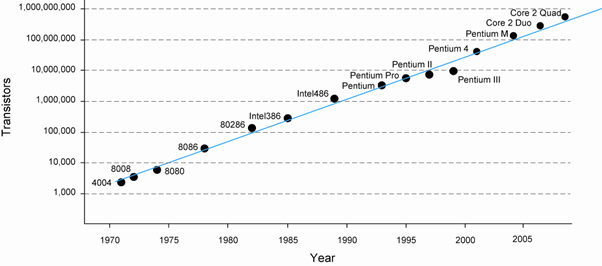 1,000,000,000
100,000,000
10,000,000
1,000,000
100,000
10,000
1,000
Transistors
Core 2 Quad
Core 2 Duo
Pentium M
Pentium 4
Pentium II
Pentium Pro
Pentium III
Pentium
Intel486
Intel386
80286
8086
8008
8080
4004
1970 1975 1980 1985 1990 1995 2000 2005
Year